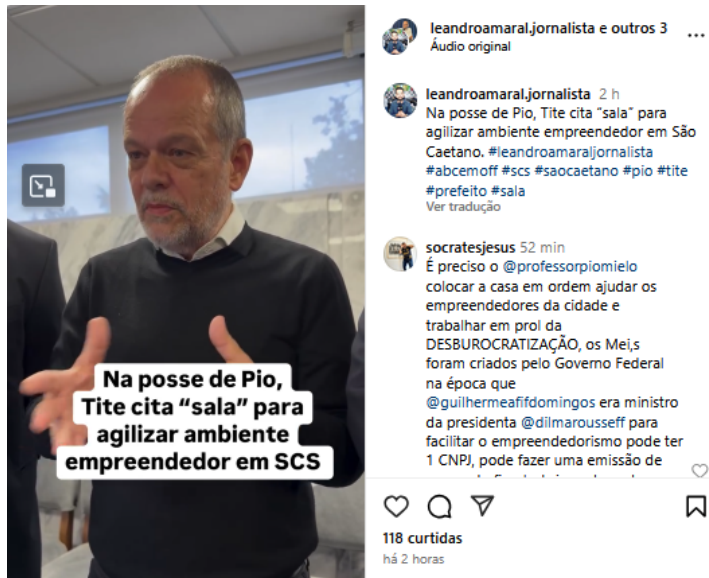 Na posse de Pio,
Tite cita “sala” para
agilizar ambiente
empreendedor em SCS
leandroamaral.jornalista e outros 3
Áudio original
leandroamaral.jornalista 2 h
Na posse de Pio, Tite cita “sala” para
agilizar ambiente empreendedor em São
Caetano. #leandroamaraljornalista
#abcemoff #scs #saocaetano #pio #tite
#prefeito #sala
Ver tradução
socratesjesus 52 min
É preciso o @professorpiomielo
colocar a casa em ordem ajudar os
empreendedores da cidade e
trabalhar em prol da
DESBUROCRATIZAÇÃO, os Mei,s
foram criados pelo Governo Federal
na época que
@guilhermeafifdomingos era ministro
da presidenta @dilmarousseff para
facilitar o empreendedorismo pode ter
1 CNPJ, pode fazer uma emissão de
118 curtidas
há 2 horas